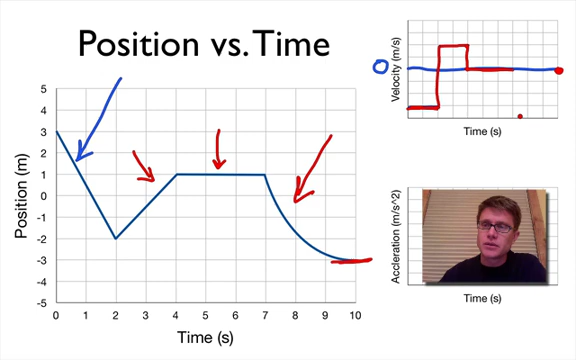 Position vs. Time
5
4
3
2
1
0
-1
-2
-3
-4
-5
Position (m)
0 1 2 3 4 5 6 7 8 9 10
Time (s)
0
Velocity (m/s)
Time (s)
Accleration (m/s^2)
Time (s)